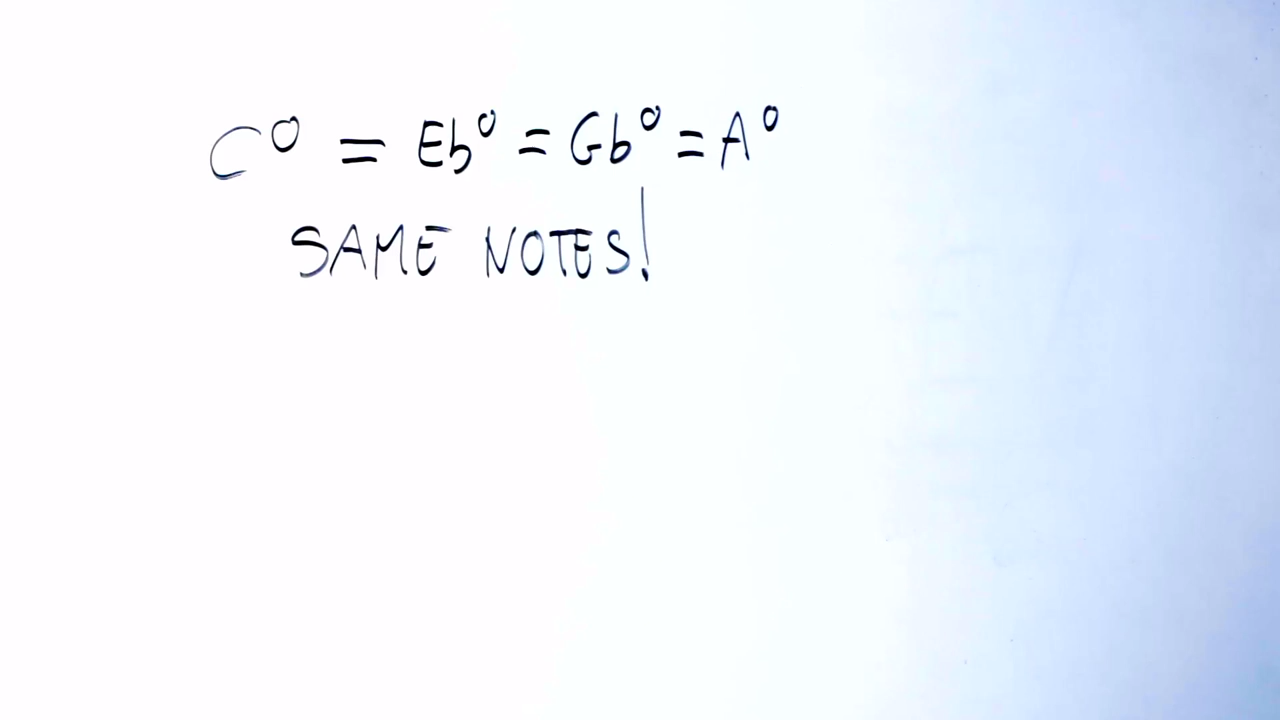 C° = Eb° = Gb° = A°
SAME NOTES!